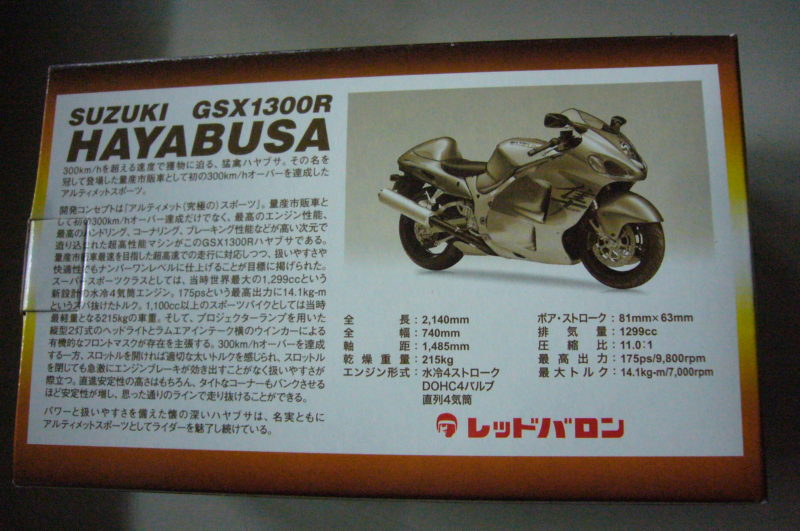 SUZUKI GSX1300R
HAYABUSA
300km/hを超える速度で獲物に迫る、猛禽ハヤブサ。その名を
冠して登場した量産市販車として初の300km/hオーバーを達成した
アルティメットスポーツ。
開発コンセプトは「アルティメット（究極の）スポーツ」。量産市販車と
して初の300km/hオーバー達成だけでなく、最高のエンジン性能、
最高のハンドリング、コーナリング、ブレーキング性能などが高い次元で
造り込まれた超高性能マシンがこのGSX1300Rハヤブサである。
量産市販車最速を目指した超高速での走行に対応しつつ、扱いやすさや
快適性でもナンバーワンレベルに仕上げることが目標に掲げられた。
スーパースポーツクラスとしては、当時世界最大の1,299ccという
新設計の水冷4気筒エンジン。175psという最高出力に14.1kg-m
というズバ抜けたトルク。1,100cc以上のスポーツバイクとしては当時
最軽量となる215kgの車重。そして、プロジェクターランプを用いた
縦型2灯式のヘッドライトとラムエアインテーク横のウインカーによる
有機的なフロントマスクが存在を主張する。300km/hオーバーを達成
する一方、スロットルを開ければ適切な太いトルクを感じられ、スロットル
を閉じても急激にエンジンブレーキが効き出すことがなく扱いやすさが
際立つ。直進安定性の高さはもちろん、タイトなコーナーもバンクさせる
ほど安定性が増し、思った通りのラインで走り抜けることができる。
パワーと扱いやすさを備えた懐の深いハヤブサは、名実ともに
アルティメットスポーツとしてライダーを魅了し続けている。
全長：2,140mm
全幅：740mm
軸距：1,485mm
乾燥重量：215kg
エンジン形式：水冷4ストローク
DOHC4バルブ
直列4気筒
ボア・ストローク：81mm×63mm
排気量：1299cc
圧縮比：11.0：1
最高出力：175ps/9,800rpm
最大トルク：14.1kg-m/7,000rpm
レッドバロン